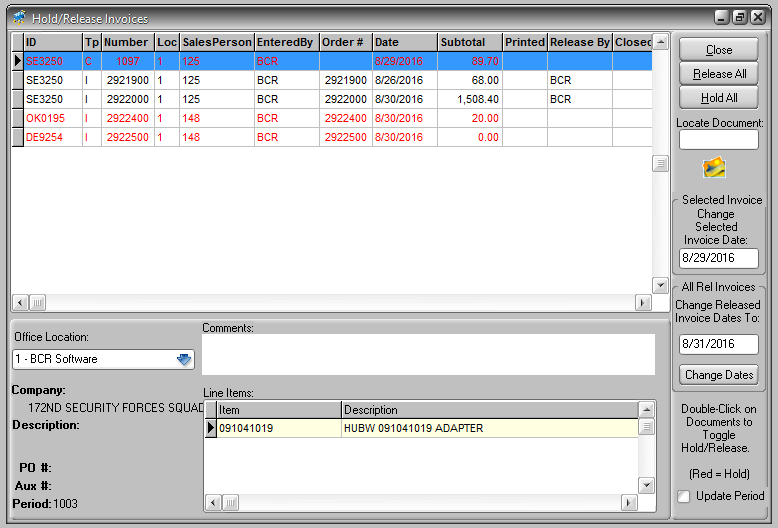 Hold/Release Invoices
ID Tp Number Loc SalesPerson EnteredBy Order # Date Subtotal Printed Release By Closed
SE3250 C 1097 1 125 BCR 8/29/2016 89.70
SE3250 I 2921900 1 125 BCR 2921900 8/26/2016 68.00 BCR
SE3250 I 2922000 1 125 BCR 2922000 8/30/2016 1,508.40 BCR
OK0195 I 2922400 1 148 BCR 2922400 8/30/2016 20.00
DE9254 I 2922500 1 148 BCR 2922500 8/30/2016 0.00
Close
Release All
Hold All
Locate Document:
Selected Invoice
Change
Selected
Invoice Date:
8/29/2016
All Rel Invoices
Change Released
Invoice Dates To:
8/31/2016
Change Dates
Double-Click on
Documents to
Toggle
Hold/Release.
(Red = Hold)
Update Period
Office Location:
1 - BCR Software
Company:
172ND SECURITY FORCES SQUAD
Description:
PO #:
Aux #:
Period: 1003
Comments:
Line Items:
Item Description
091041019 HUBW 091041019 ADAPTER